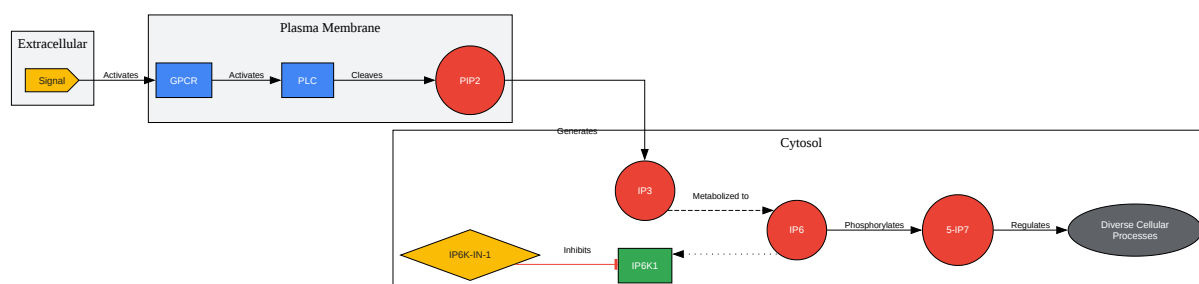 Extracellular
Signal
Activates
Plasma Membrane
GPCR
Activates
PLC
Cleaves
PIP2
Generates
Cytosol
IP3
Metabolized to
IP6
Phosphorylates
5-IP7
Regulates
Diverse Cellular
Processes
IP6K-IN-1
Inhibits
IP6K1